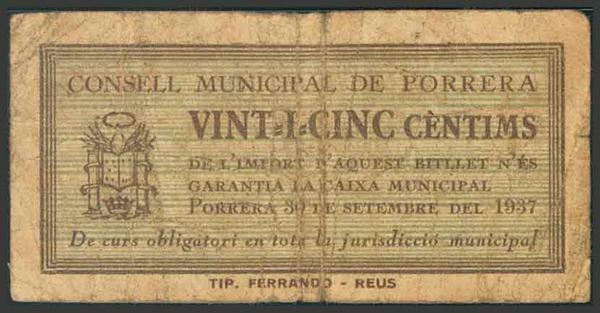 CONSELL MUNICIPAL DE PORRERA
VINT-I-CINC CÈNTIMS
DE L'IMPORT D'AQUEST BITLLET N'ÉS
GARANTIA LA CAIXA MUNICIPAL
PORRERA 30 DE SETEMBRE DEL 1937
De curs obligatori en tota la jurisdicció municipal
TIP. FERRANDO - REUS